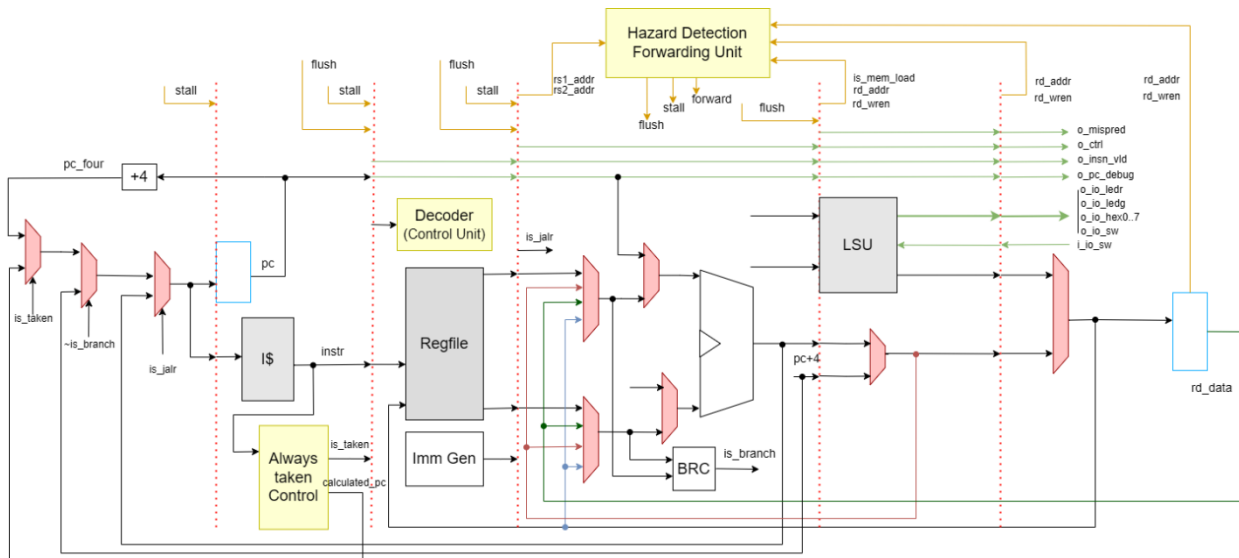 Hazard Detection
Forwarding Unit
flush
flush
stall
stall
stall
rs1_addr
rs2_addr
flush
stall
forward
flush
is_mem_load
rd_addr
rd_wren
rd_addr
rd_wren
rd_addr
rd_wren
o_mispred
o_ctrl
o_insn_vld
o_pc_debug
o_io_ledr
o_io_ledg
o_io_hex0..7
o_io_sw
i_io_sw
pc_four
+4
Decoder
(Control Unit)
is_jalr
LSU
pc
is_taken
~is_branch
is_jalr
I$
instr
Regfile
pc+4
rd_data
Always
taken
Control
is_taken
calculated_pc
Imm Gen
BRC
is_branch